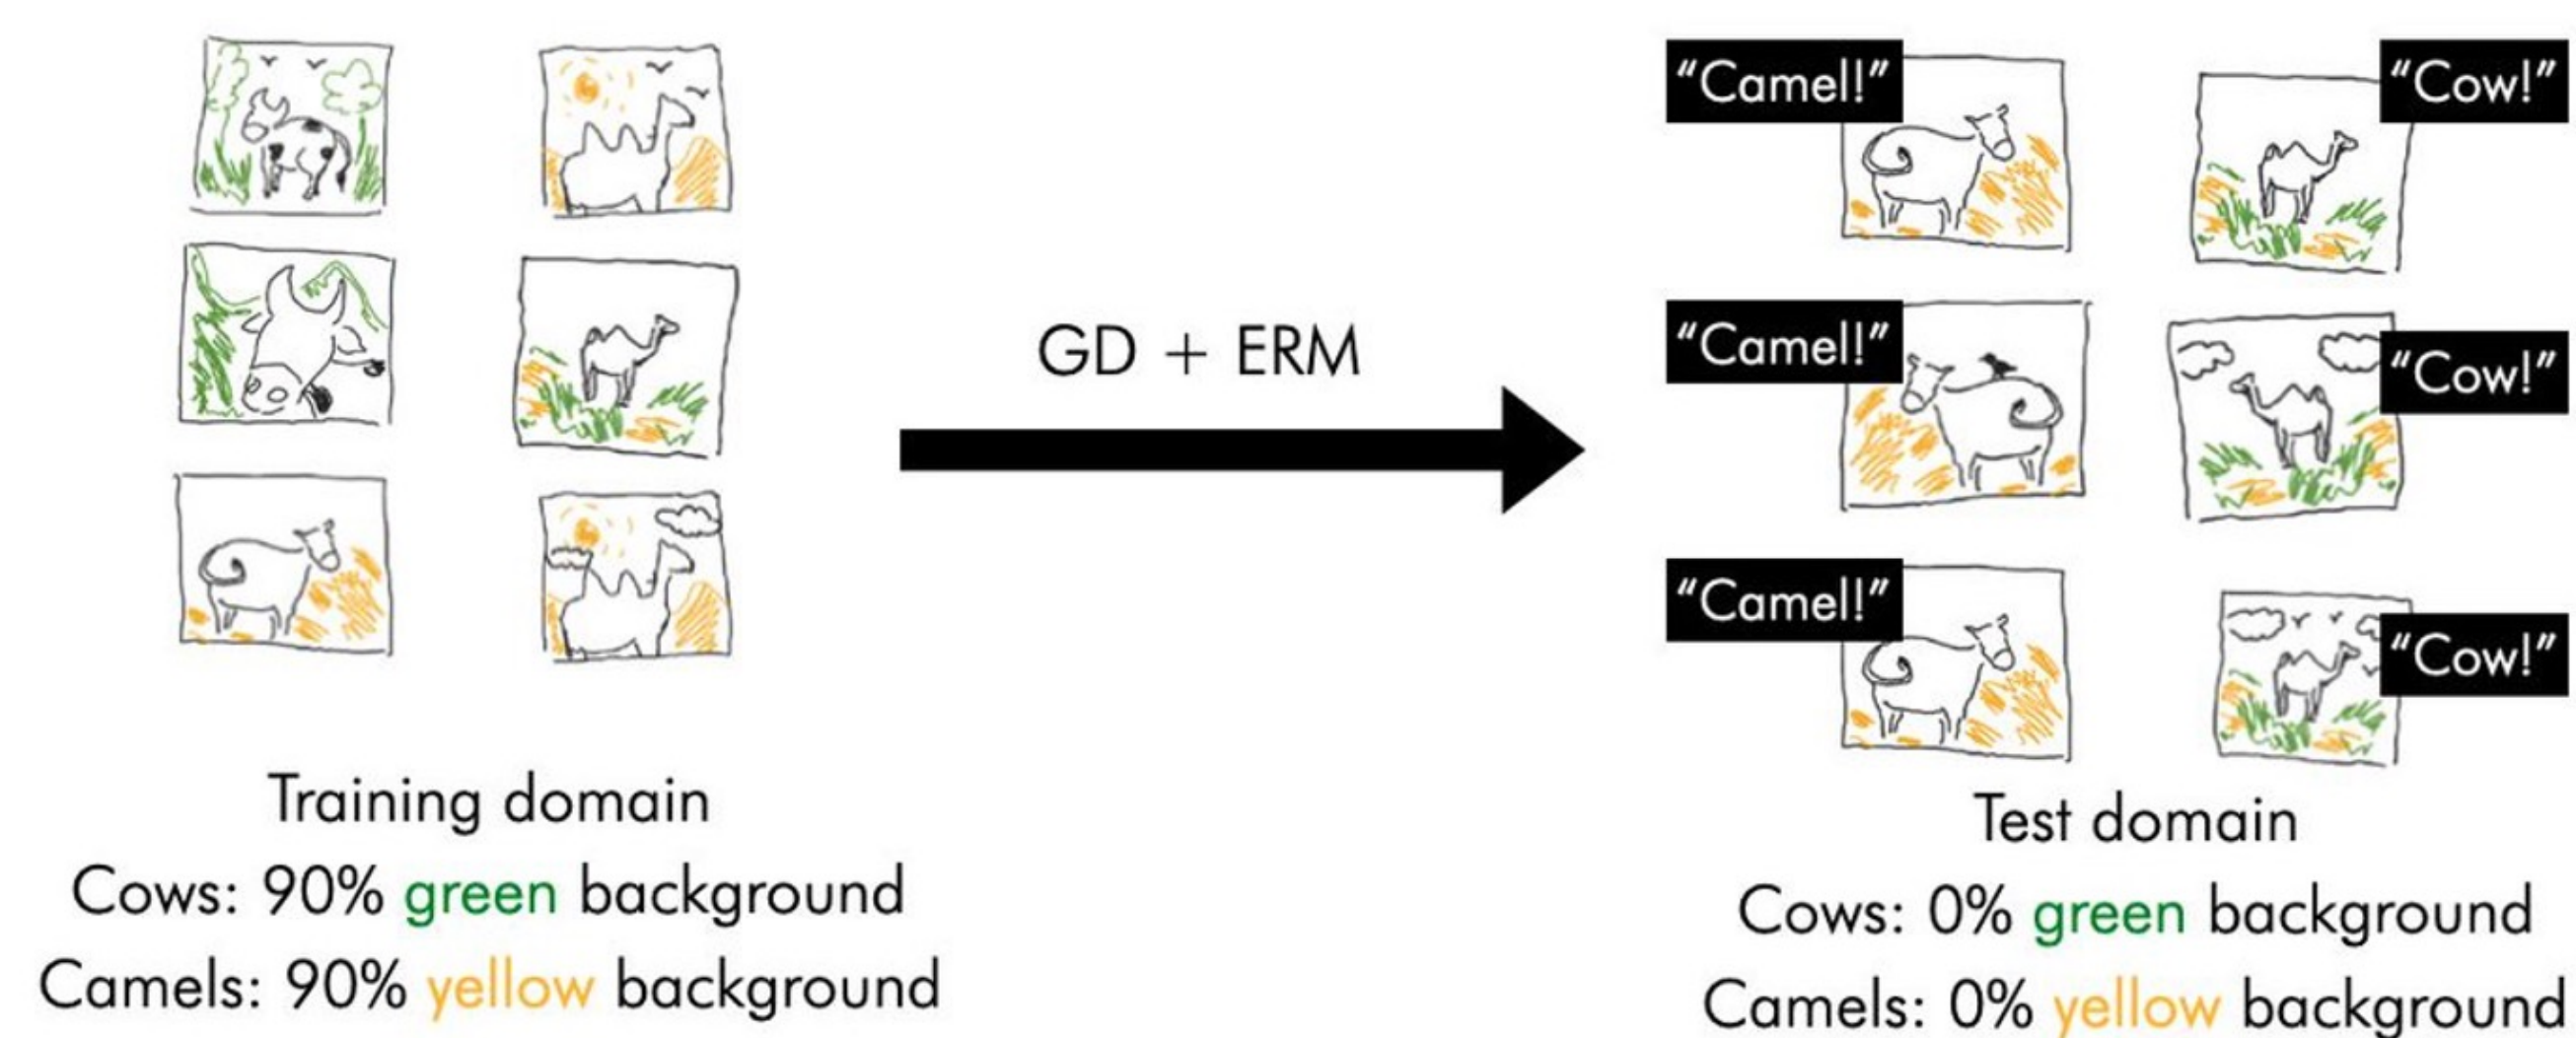 GD + ERM
Training domain
Cows: 90% green background
Camels: 90% yellow background
“Camel!”
“Cow!”
“Camel!”
“Cow!”
“Camel!”
“Cow!”
Test domain
Cows: 0% green background
Camels: 0% yellow background